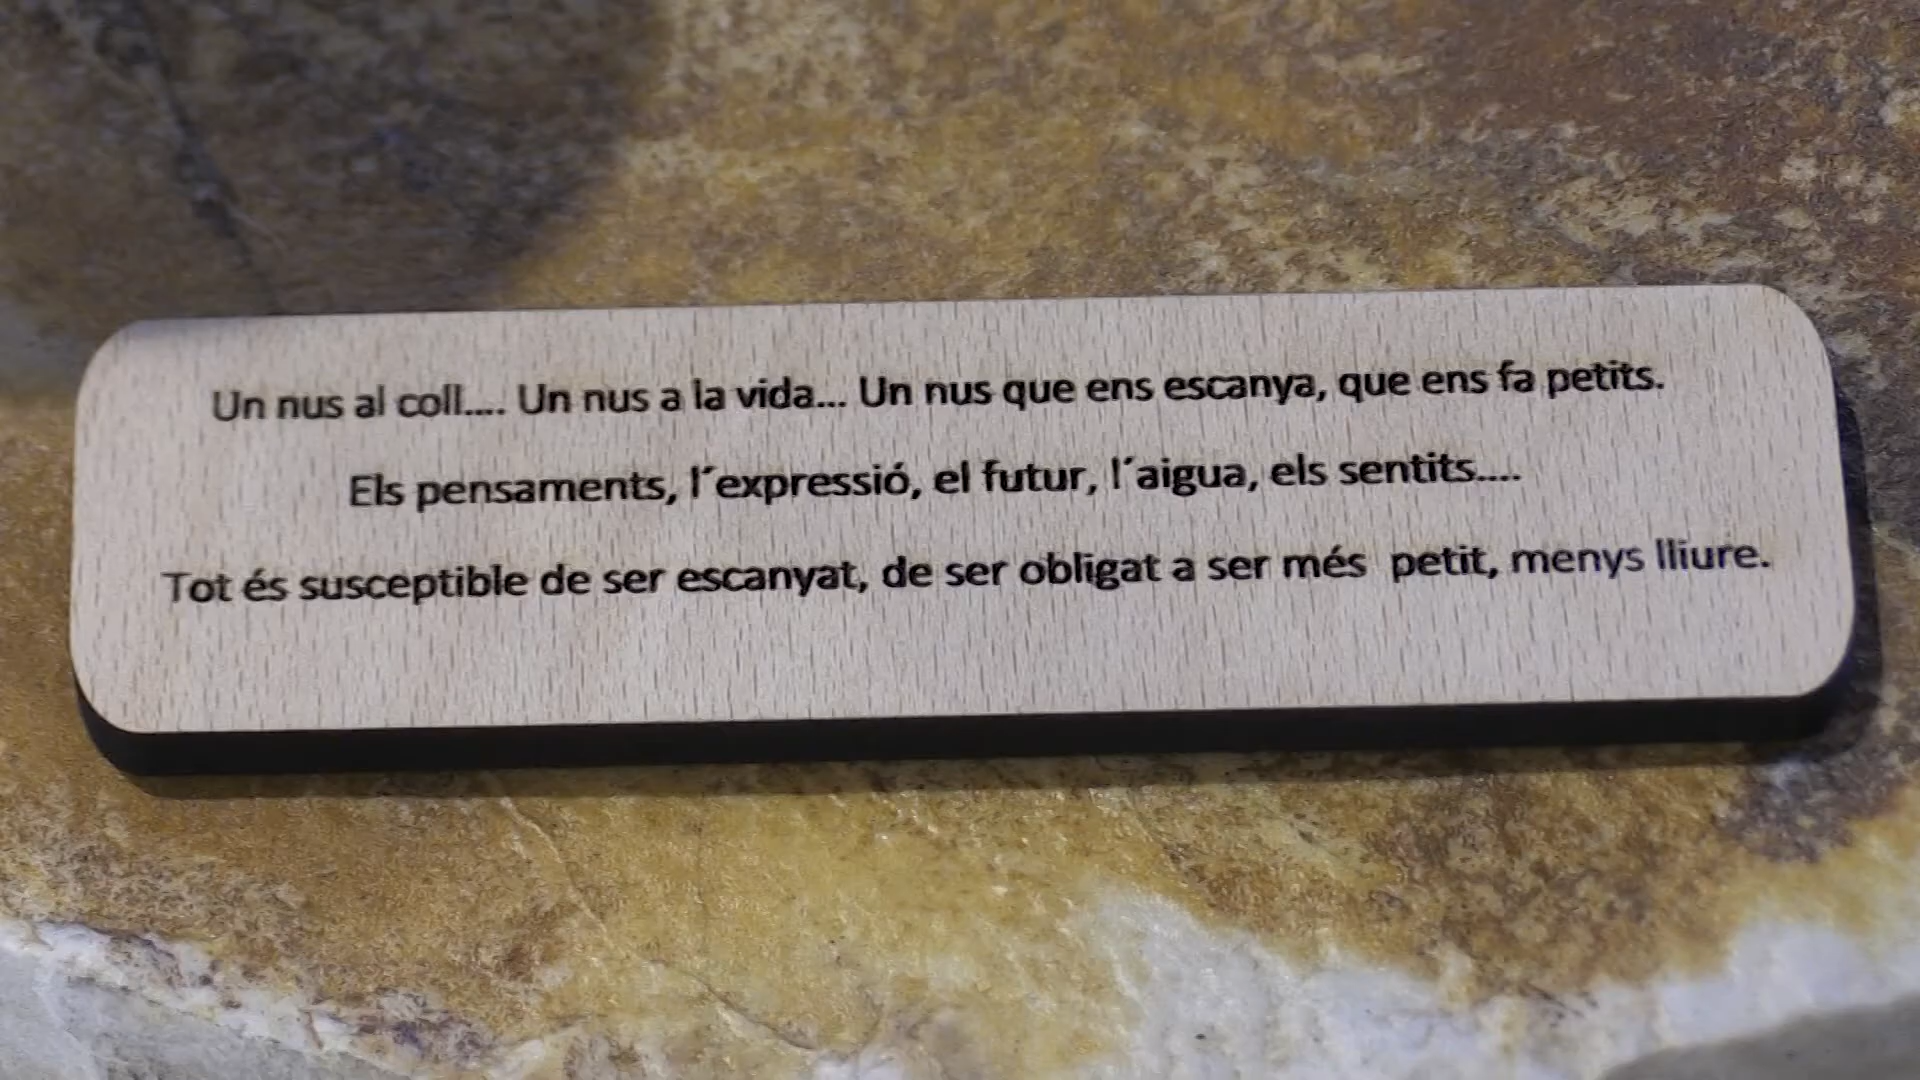 Un nus al coll.... Un nus a la vida... Un nus que ens escanya, que ens fa petits.
Els pensaments, l´expressió, el futur, l´aigua, els sentits....
Tot és susceptible de ser escanyat, de ser obligat a ser més  petit, menys lliure.